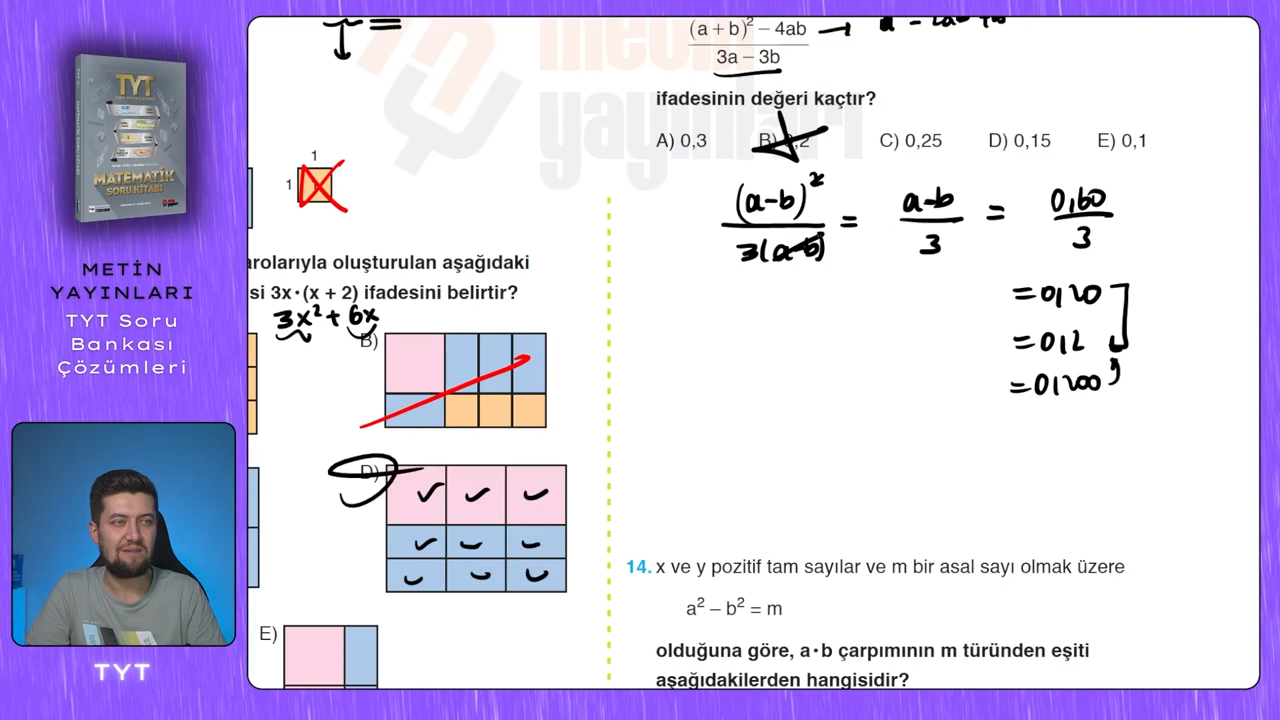 TYT
MATEMATİK
SORU KİTABI
METİN
YAYINLARI
TYT Soru
Bankası
Çözümleri
TYT
1
1
arolarıyla oluşturulan aşağıdaki
si 3x•(x + 2) ifadesini belirtir?
3x² + 6x
B)
D)
E)
(a + b)² – 4ab
3a – 3b
ifadesinin değeri kaçtır?
A) 0,3 B) 0,2 C) 0,25 D) 0,15 E) 0,1
(a-b)² / 3(a-b) = a-b / 3 = 0,60 / 3
= 0,20
= 0,2
= 0,200
14. x ve y pozitif tam sayılar ve m bir asal sayı olmak üzere
a² – b² = m
olduğuna göre, a•b çarpımının m türünden eşiti
aşağıdakilerden hangisidir?